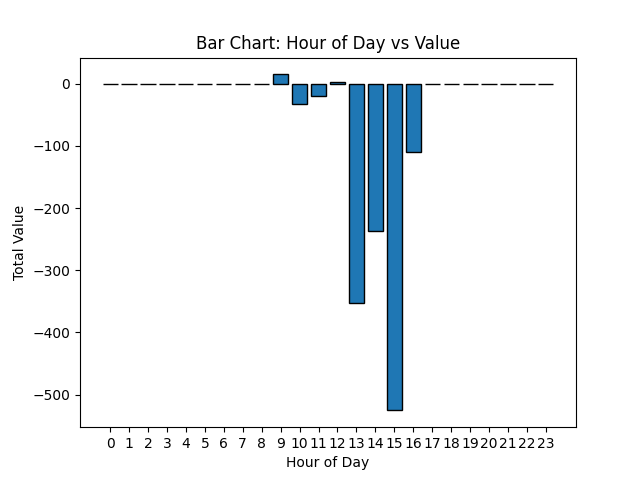 Bar Chart: Hour of Day vs Value
Total Value
0
−100
−200
−300
−400
−500
0 1 2 3 4 5 6 7 8 9 10 11 12 13 14 15 16 17 18 19 20 21 22 23
Hour of Day